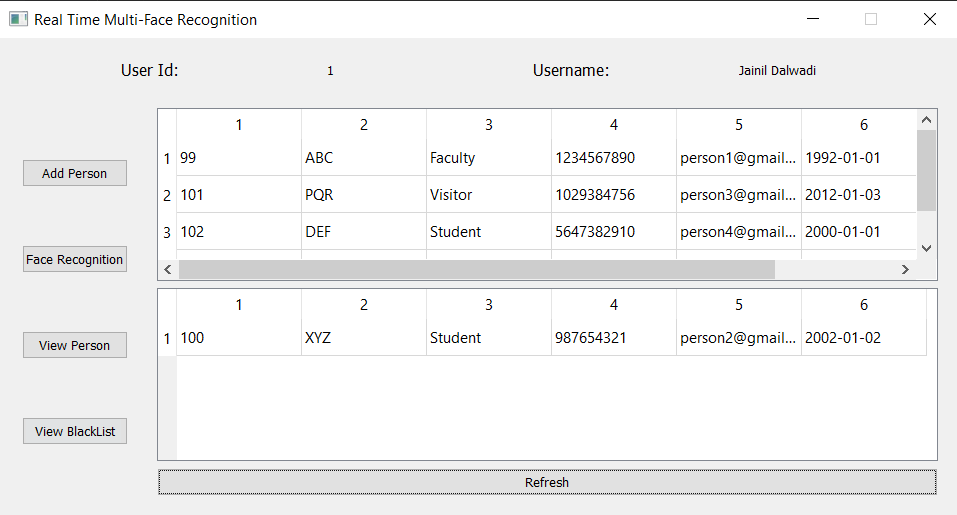 Real Time Multi-Face Recognition
User Id: 1 Username: Jainil Dalwadi
1 2 3 4 5 6
1 99 ABC Faculty 1234567890 person1@gmail... 1992-01-01
Add Person
2 101 PQR Visitor 1029384756 person3@gmail... 2012-01-03
3 102 DEF Student 5647382910 person4@gmail... 2000-01-01
Face Recognition
1 2 3 4 5 6
1 100 XYZ Student 987654321 person2@gmail... 2002-01-02
View Person
View BlackList
Refresh